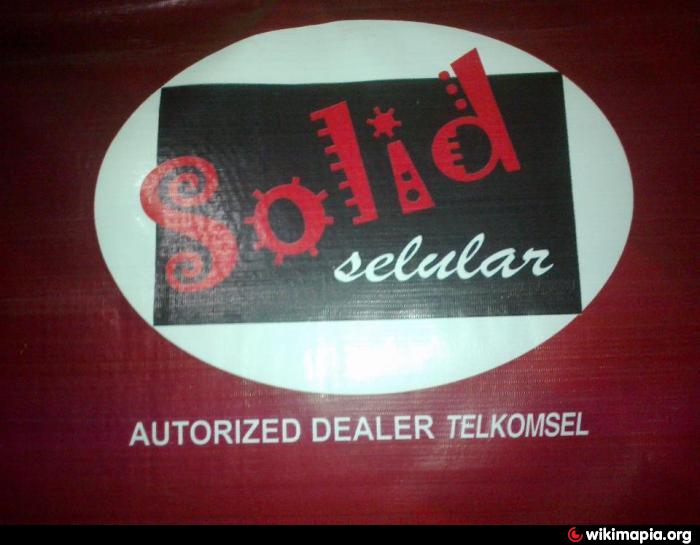 Solid
selular
AUTORIZED DEALER TELKOMSEL
wikimapia.org